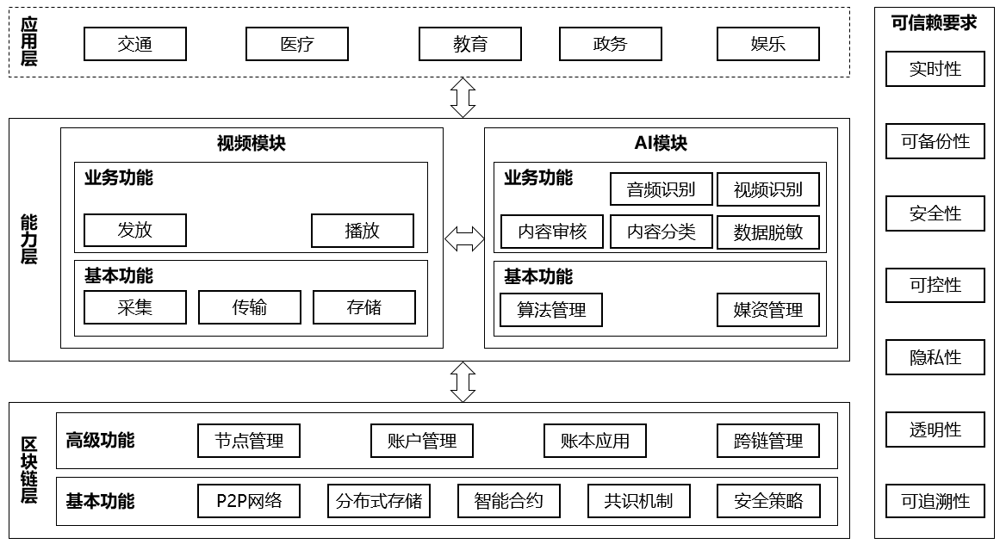 应用层
交通
医疗
教育
政务
娱乐
能力层
视频模块
业务功能
发放
播放
基本功能
采集
传输
存储
AI模块
业务功能
音频识别
视频识别
内容审核
内容分类
数据脱敏
基本功能
算法管理
媒资管理
区块链层
高级功能
节点管理
账户管理
账本应用
跨链管理
基本功能
P2P网络
分布式存储
智能合约
共识机制
安全策略
可信赖要求
实时性
可备份性
安全性
可控性
隐私性
透明性
可追溯性